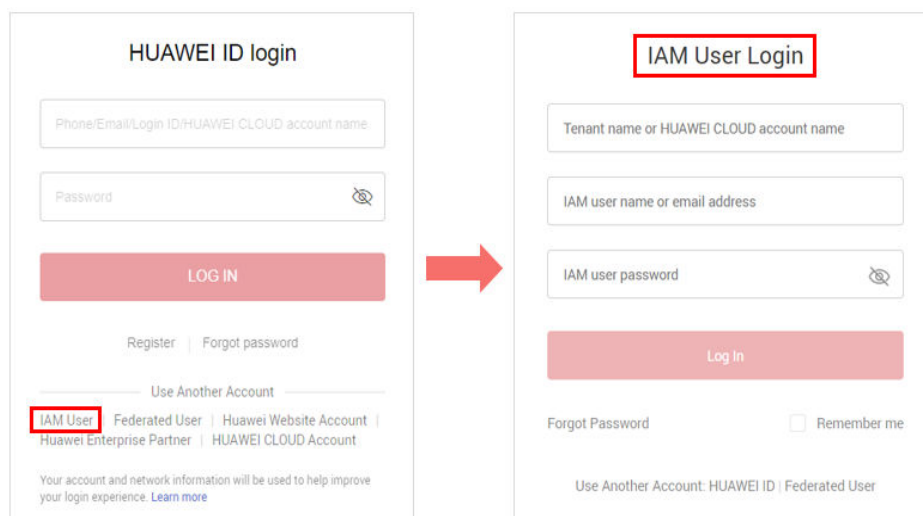 HUAWEI ID login
Phone/Email/Login ID/HUAWEI CLOUD account name
Password
LOG IN
Register | Forgot password
Use Another Account
IAM User | Federated User | Huawei Website Account |
Huawei Enterprise Partner | HUAWEI CLOUD Account
Your account and network information will be used to help improve
your login experience. Learn more
IAM User Login
Tenant name or HUAWEI CLOUD account name
IAM user name or email address
IAM user password
Log In
Forgot Password
Remember me
Use Another Account: HUAWEI ID | Federated User